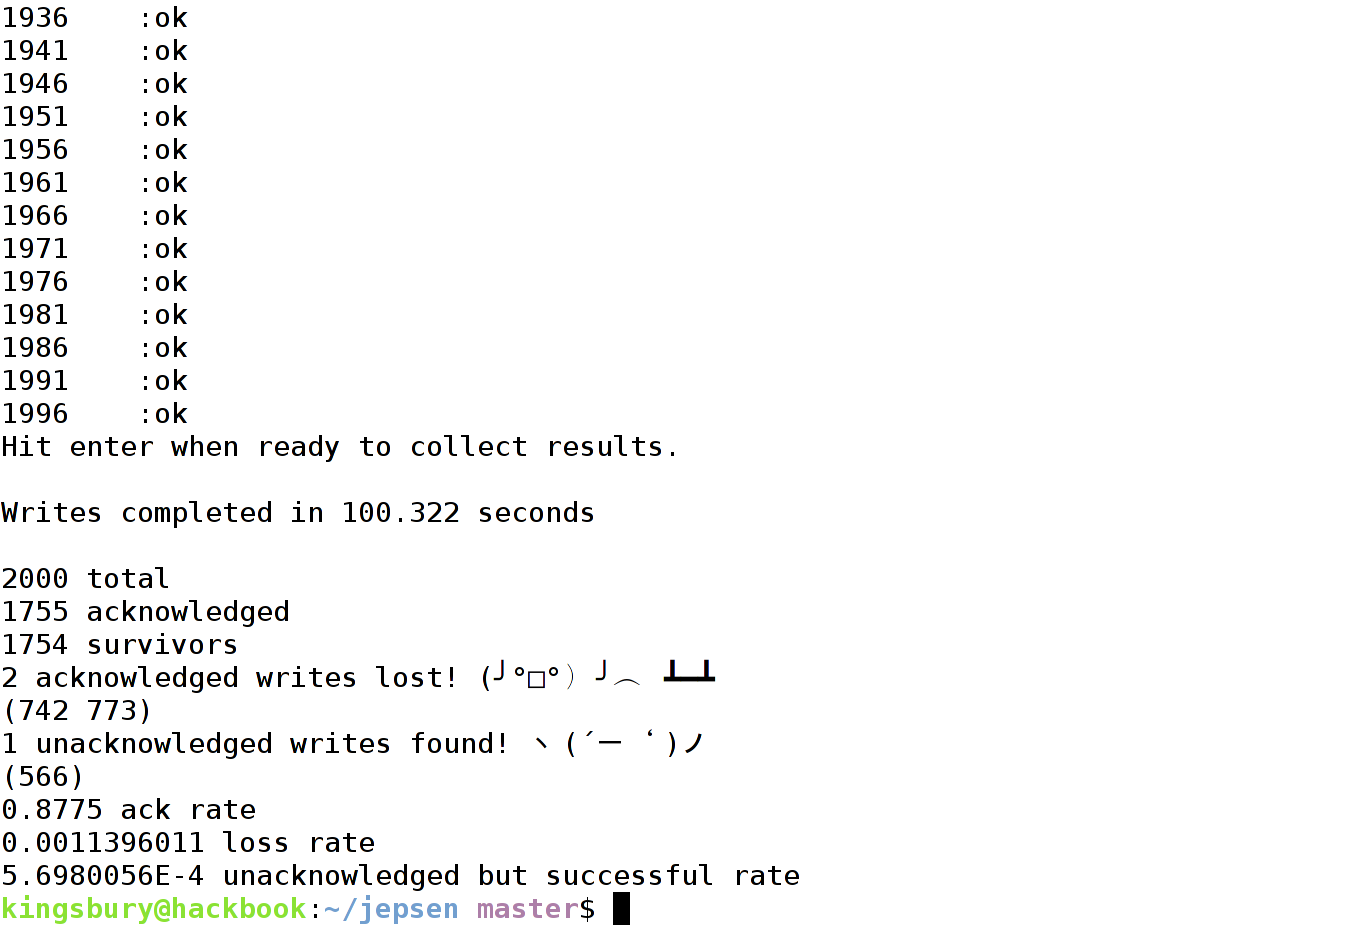 1936    :ok
1941    :ok
1946    :ok
1951    :ok
1956    :ok
1961    :ok
1966    :ok
1971    :ok
1976    :ok
1981    :ok
1986    :ok
1991    :ok
1996    :ok
Hit enter when ready to collect results.
Writes completed in 100.322 seconds
2000 total
1755 acknowledged
1754 survivors
2 acknowledged writes lost! (╯°□°）╯︵ ┻━┻
(742 773)
1 unacknowledged writes found! ヽ(´ー｀)ノ
(566)
0.8775 ack rate
0.0011396011 loss rate
5.6980056E-4 unacknowledged but successful rate
kingsbury@hackbook:~/jepsen master$